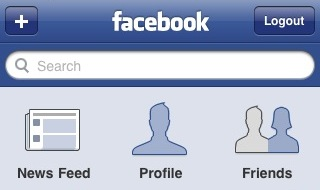 + facebook Logout
Search
News Feed Profile Friends